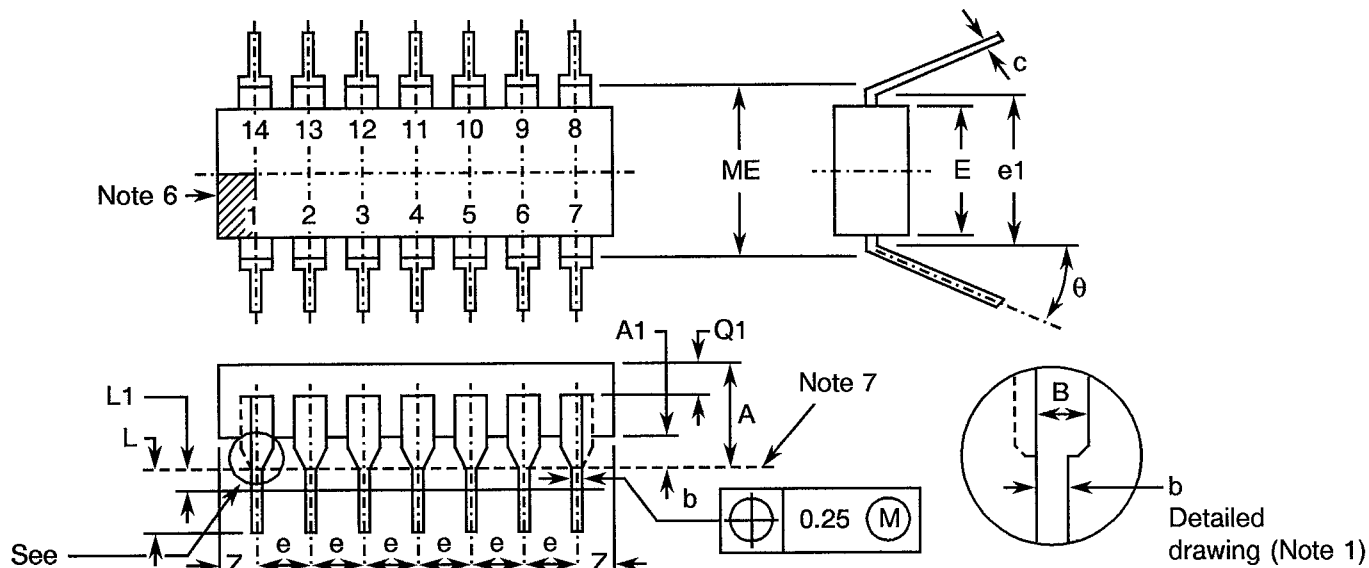 14 13 12 11 10 9 8
Note 6
1 2 3 4 5 6 7
ME
c
E
e1
θ
A1
Q1
L1
L
A
Note 7
b
0.25 M
See
Z
e e e e e e
Z
B
b
Detailed
drawing (Note 1)